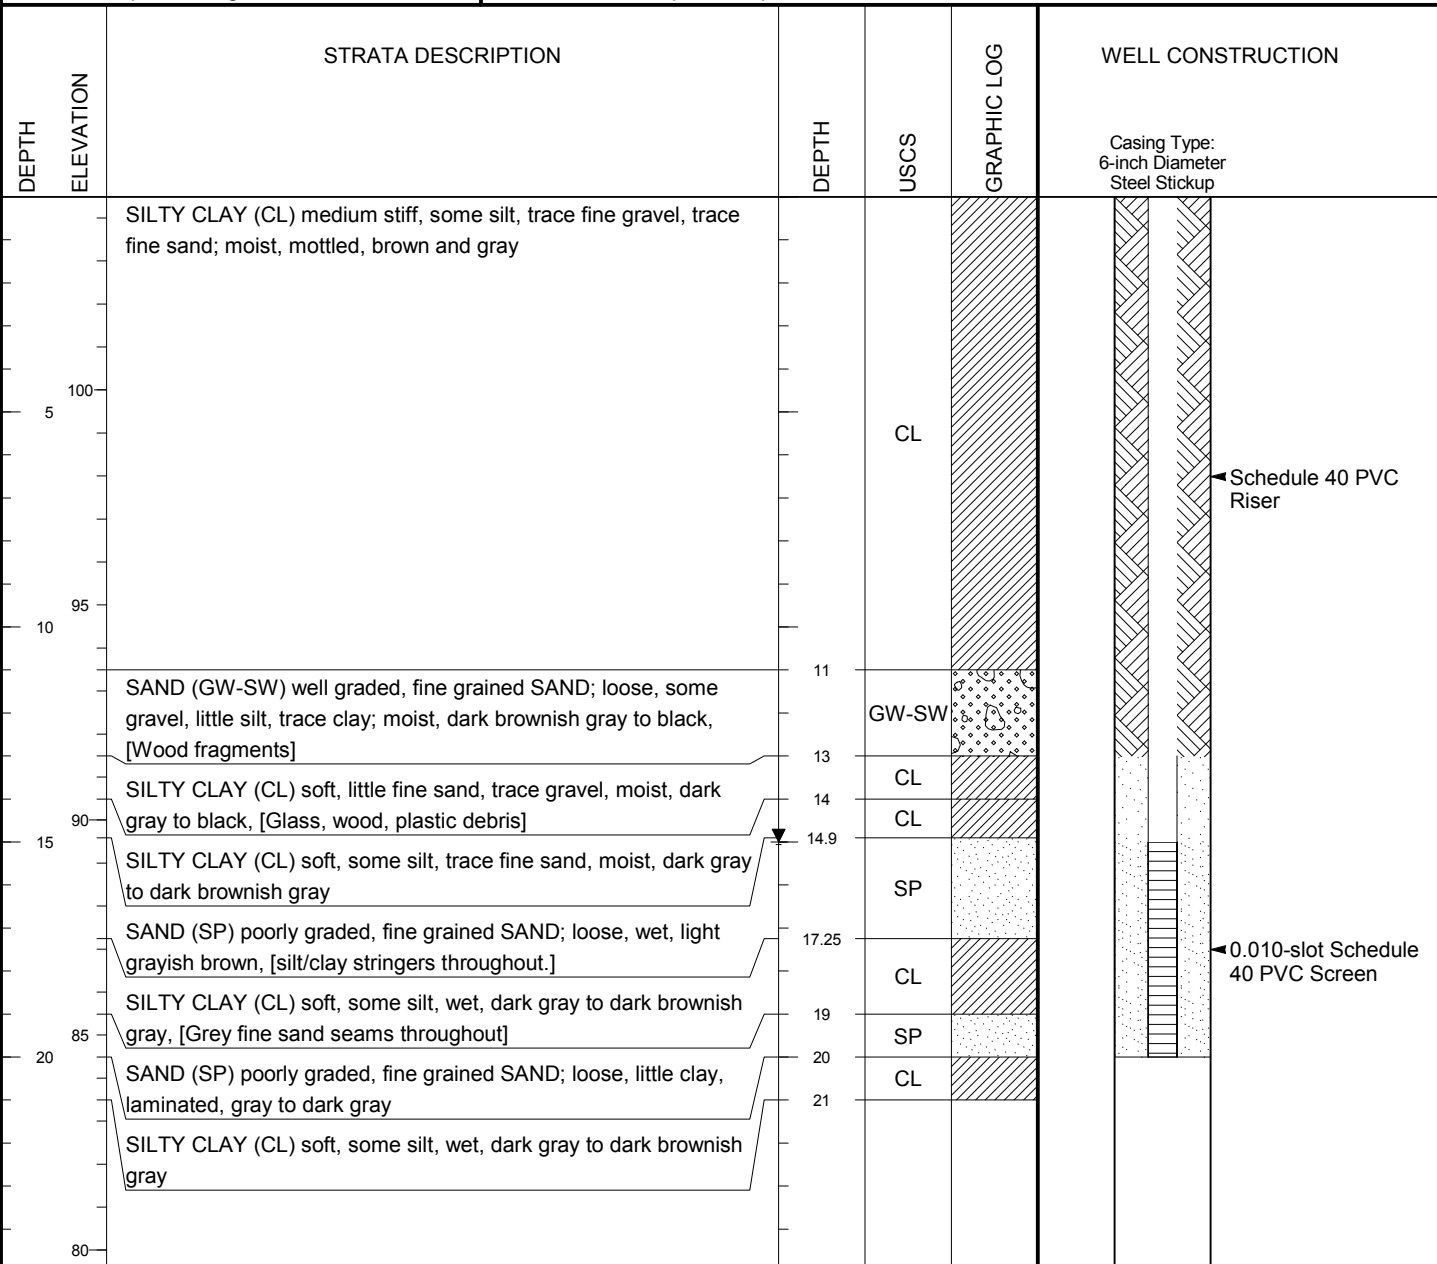 DEPTH
ELEVATION
STRATA DESCRIPTION
DEPTH
USCS
GRAPHIC LOG
WELL CONSTRUCTION
Casing Type:
6-inch Diameter
Steel Stickup
SILTY CLAY (CL) medium stiff, some silt, trace fine gravel, trace
fine sand; moist, mottled, brown and gray
100
5
CL
Schedule 40 PVC
Riser
95
10
11
SAND (GW-SW) well graded, fine grained SAND; loose, some
gravel, little silt, trace clay; moist, dark brownish gray to black,
[Wood fragments]
GW-SW
13
SILTY CLAY (CL) soft, little fine sand, trace gravel, moist, dark
gray to black, [Glass, wood, plastic debris]
CL
14
90
CL
15
14.9
SILTY CLAY (CL) soft, some silt, trace fine sand, moist, dark gray
to dark brownish gray
SP
SAND (SP) poorly graded, fine grained SAND; loose, wet, light
grayish brown, [silt/clay stringers throughout.]
17.25
0.010-slot Schedule
40 PVC Screen
CL
SILTY CLAY (CL) soft, some silt, wet, dark gray to dark brownish
gray, [Grey fine sand seams throughout]
19
85
SP
20
20
SAND (SP) poorly graded, fine grained SAND; loose, little clay,
laminated, gray to dark gray
CL
21
SILTY CLAY (CL) soft, some silt, wet, dark gray to dark brownish
gray
80